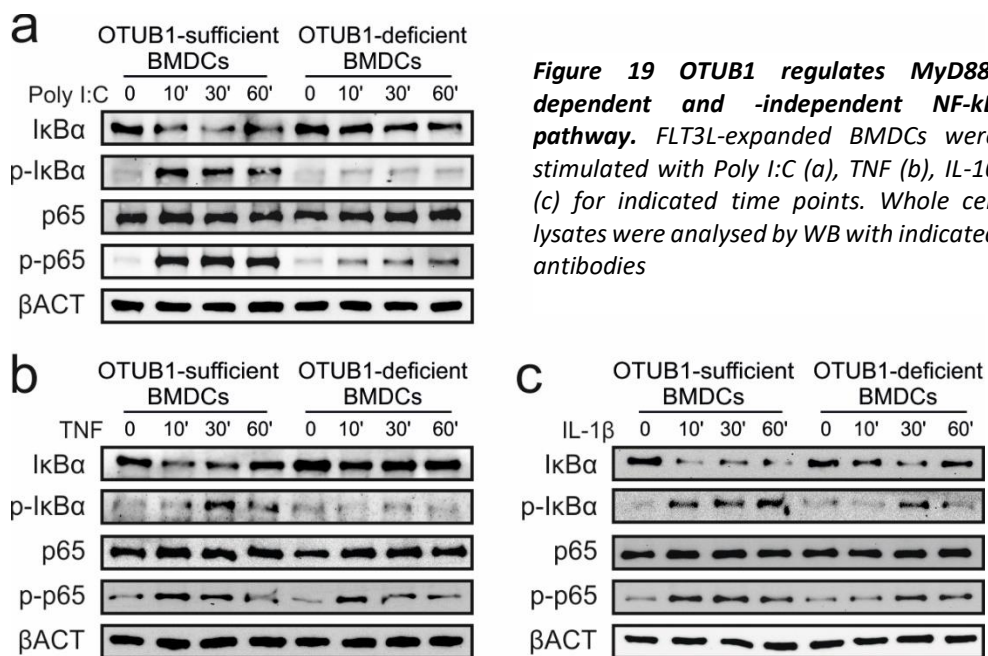 a
OTUB1-sufficient BMDCs OTUB1-deficient BMDCs
Poly I:C 0 10' 30' 60' 0 10' 30' 60'
IκBα
p-IκBα
p65
p-p65
βACT
Figure 19 OTUB1 regulates MyD88
dependent and -independent NF-kI
pathway. FLT3L-expanded BMDCs were
stimulated with Poly I:C (a), TNF (b), IL-1
(c) for indicated time points. Whole cel
lysates were analysed by WB with indicated
antibodies
b
OTUB1-sufficient BMDCs OTUB1-deficient BMDCs
TNF 0 10' 30' 60' 0 10' 30' 60'
IκBα
p-IκBα
p65
p-p65
βACT
c
OTUB1-sufficient BMDCs OTUB1-deficient BMDCs
IL-1β 0 10' 30' 60' 0 10' 30' 60'
IκBα
p-IκBα
p65
p-p65
βACT